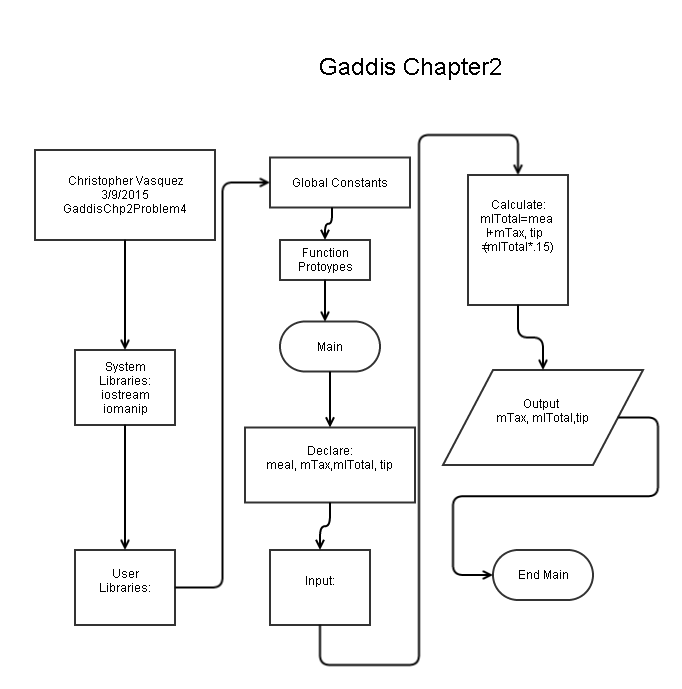 Gaddis Chapter2
Christopher Vasquez
3/9/2015
GaddisChp2Problem4
System
Libraries:
iostream
iomanip
User
Libraries:
Global Constants
Function
Protoypes
Main
Declare:
meal, mTax,mlTotal, tip
Input:
Calculate:
mlTotal=mea
l+mTax, tip
=(mlTotal*.15)
Output
mTax, mlTotal,tip
End Main